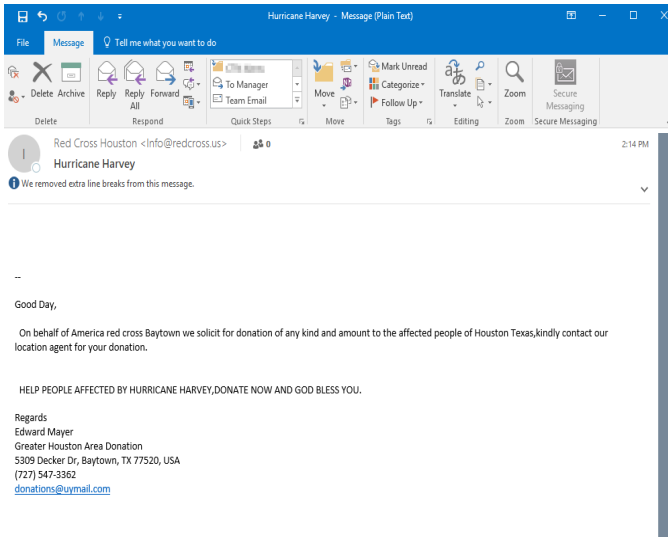 Hurricane Harvey - Message (Plain Text)
File Message Tell me what you want to do
Delete Archive Reply Reply All Forward To Manager Team Email Move Mark Unread Categorize Follow Up Translate Zoom Secure Messaging
Delete Respond Quick Steps Move Tags Editing Zoom Secure Messaging
Red Cross Houston <Info@redcross.us> 0 2:14 PM
I
Hurricane Harvey
We removed extra line breaks from this message.
--
Good Day,
On behalf of America red cross Baytown we solicit for donation of any kind and amount to the affected people of Houston Texas,kindly contact our
location agent for your donation.
HELP PEOPLE AFFECTED BY HURRICANE HARVEY,DONATE NOW AND GOD BLESS YOU.
Regards
Edward Mayer
Greater Houston Area Donation
5309 Decker Dr, Baytown, TX 77520, USA
(727) 547-3362
donations@uymail.com